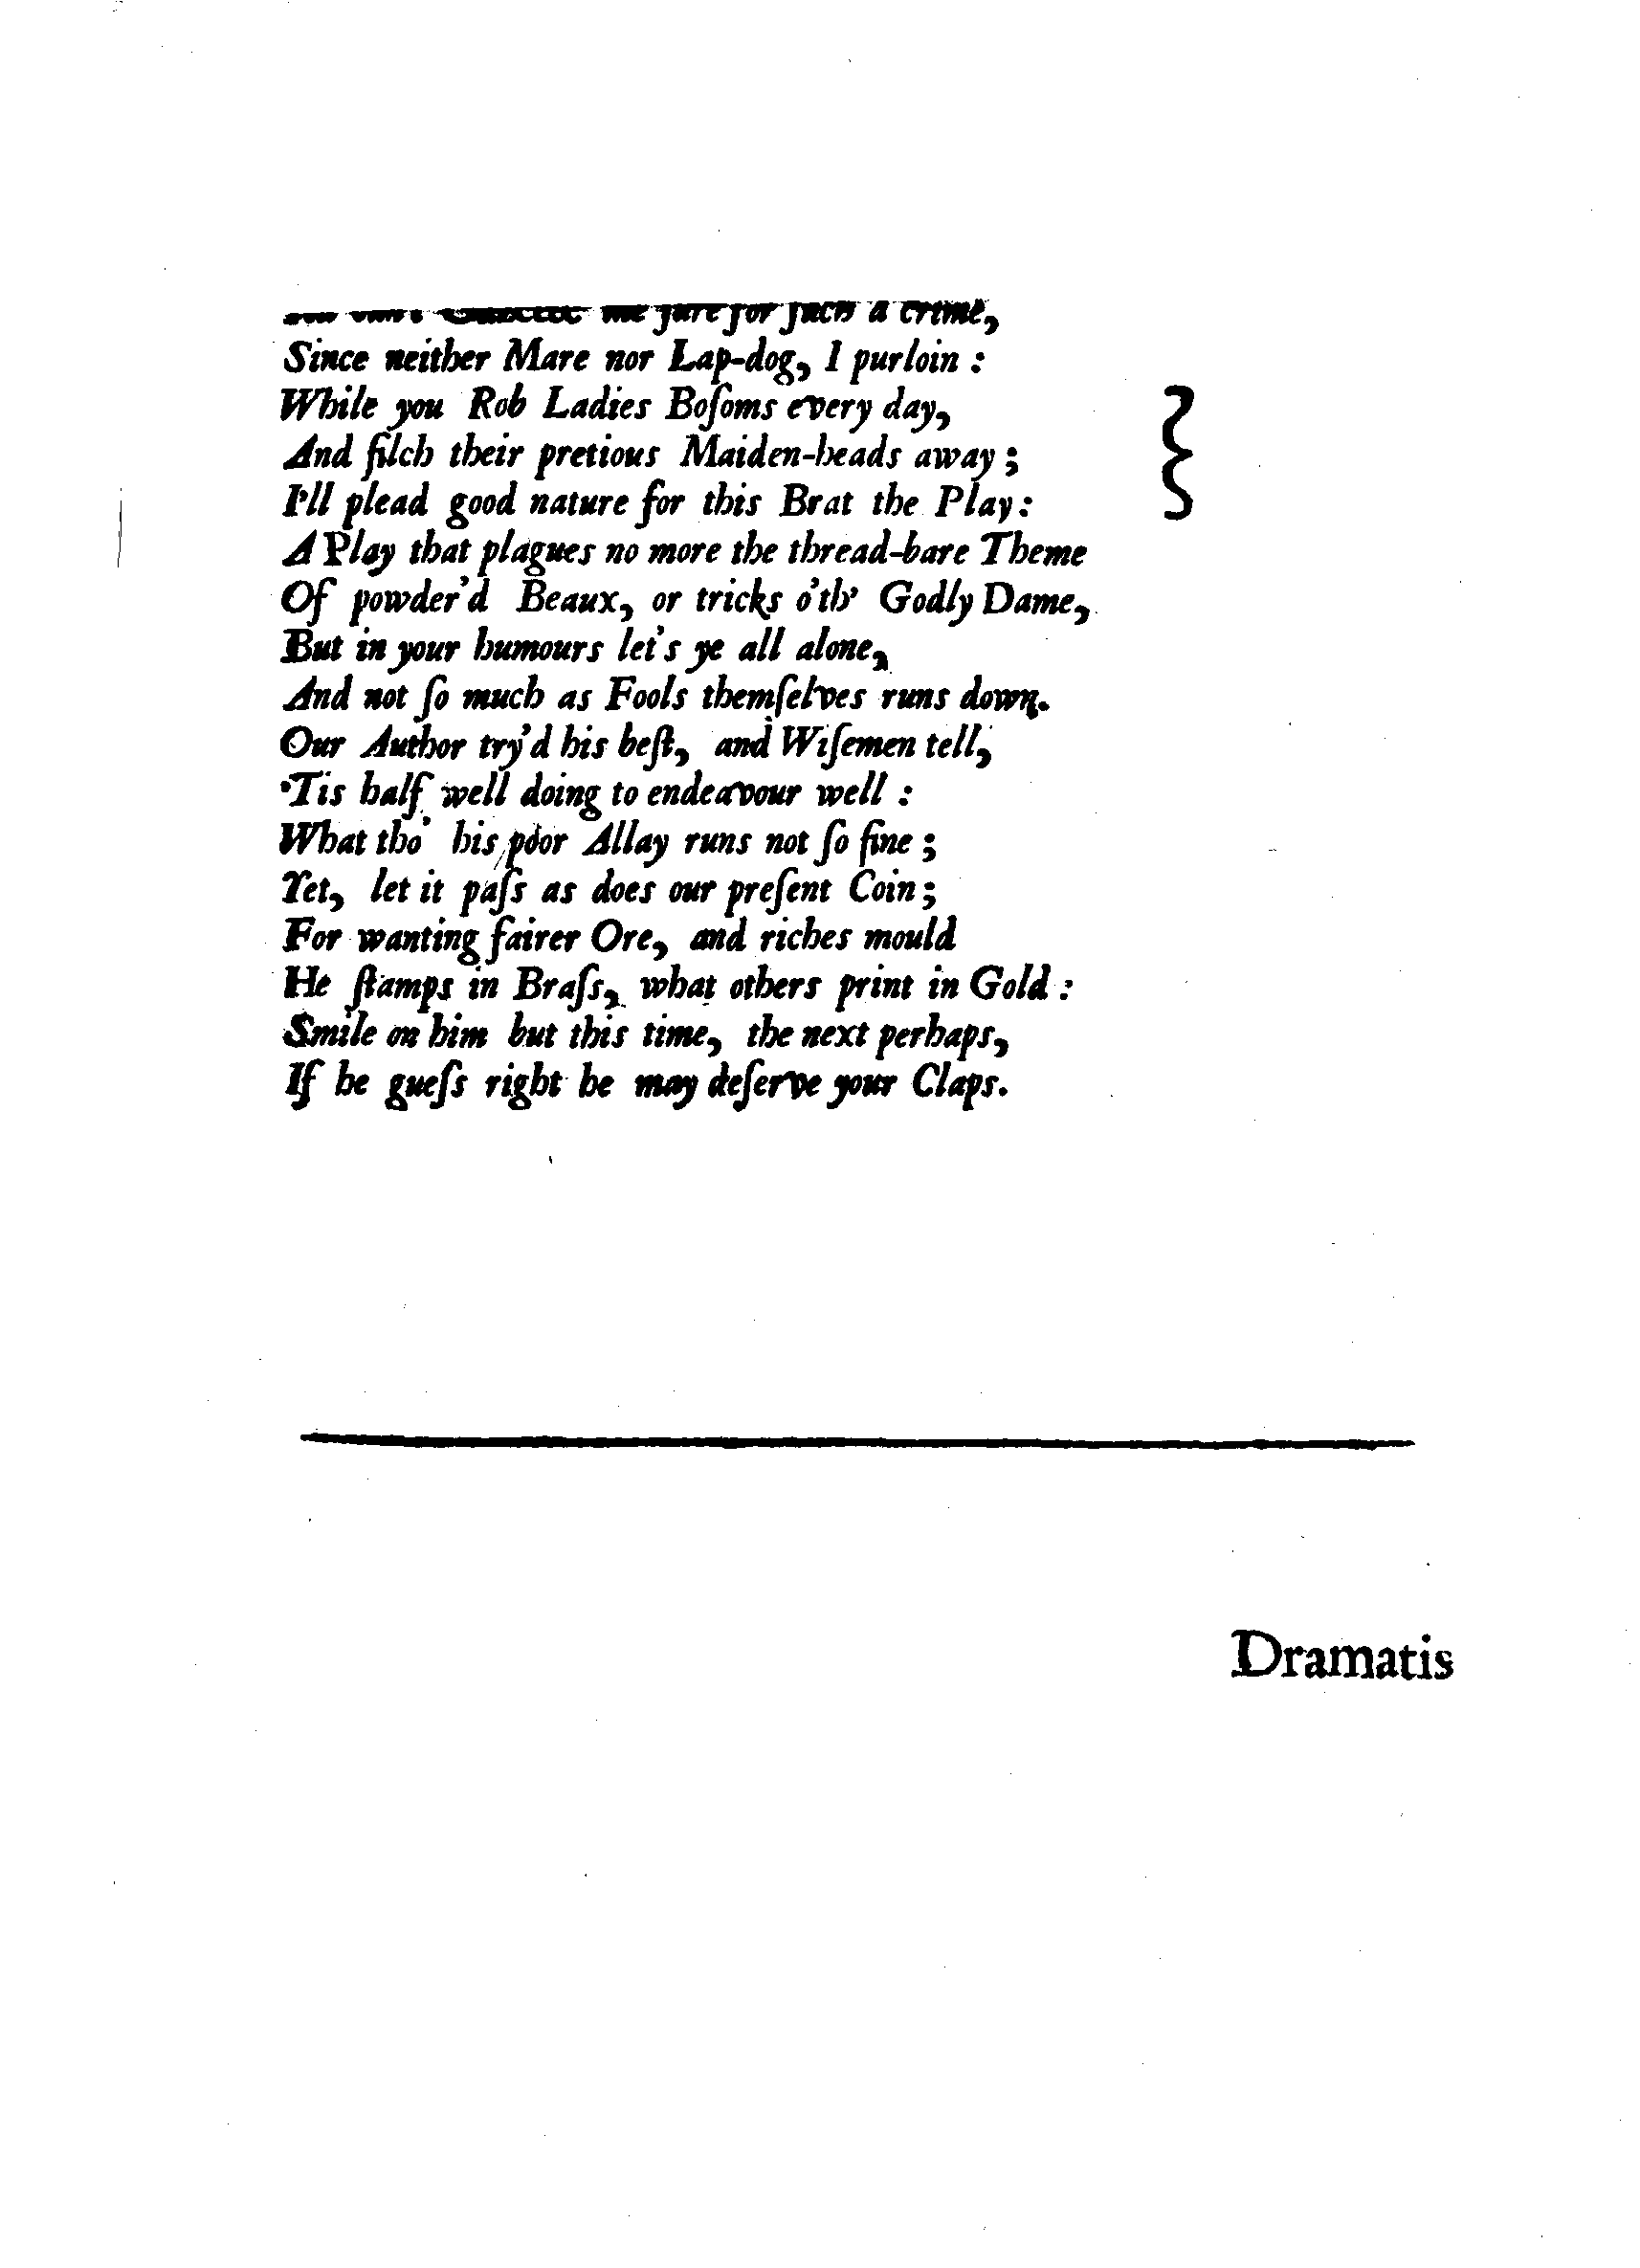 me sure for such a crime,
Since neither Mare nor Lap-dog, I purloin :
While you Rob Ladies Boſoms every day,
And filch their pretious Maiden-heads away ;
I'll plead good nature for this Brat the Play :
A Play that plagues no more the thread-bare Theme
Of powder'd Beaux, or tricks o'th' Godly Dame,
But in your humours let's ye all alone,
And not ſo much as Fools themſelves runs down.
Our Author try'd his beſt, and Wiſemen tell,
'Tis half well doing to endeavour well :
What tho' his poor Allay runs not ſo fine ;
Yet, let it paſs as does our preſent Coin ;
For wanting fairer Ore, and riches mould
He ſtamps in Braſs, what others print in Gold :
Smile on him but this time, the next perhaps,
If he gueſs right he may deſerve your Claps.
Dramatis